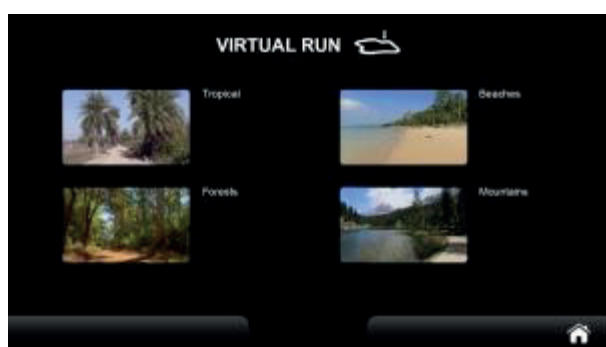 VIRTUAL RUN
Tropical
Beaches
Forests
Mountains